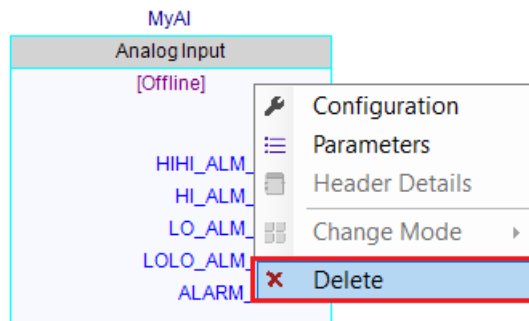 MyAI
Analog Input
[Offline]
Configuration
Parameters
HIHI_ALM_
Header Details
HI_ALM_
LO_ALM_
Change Mode
LOLO_ALM_
Delete
ALARM_